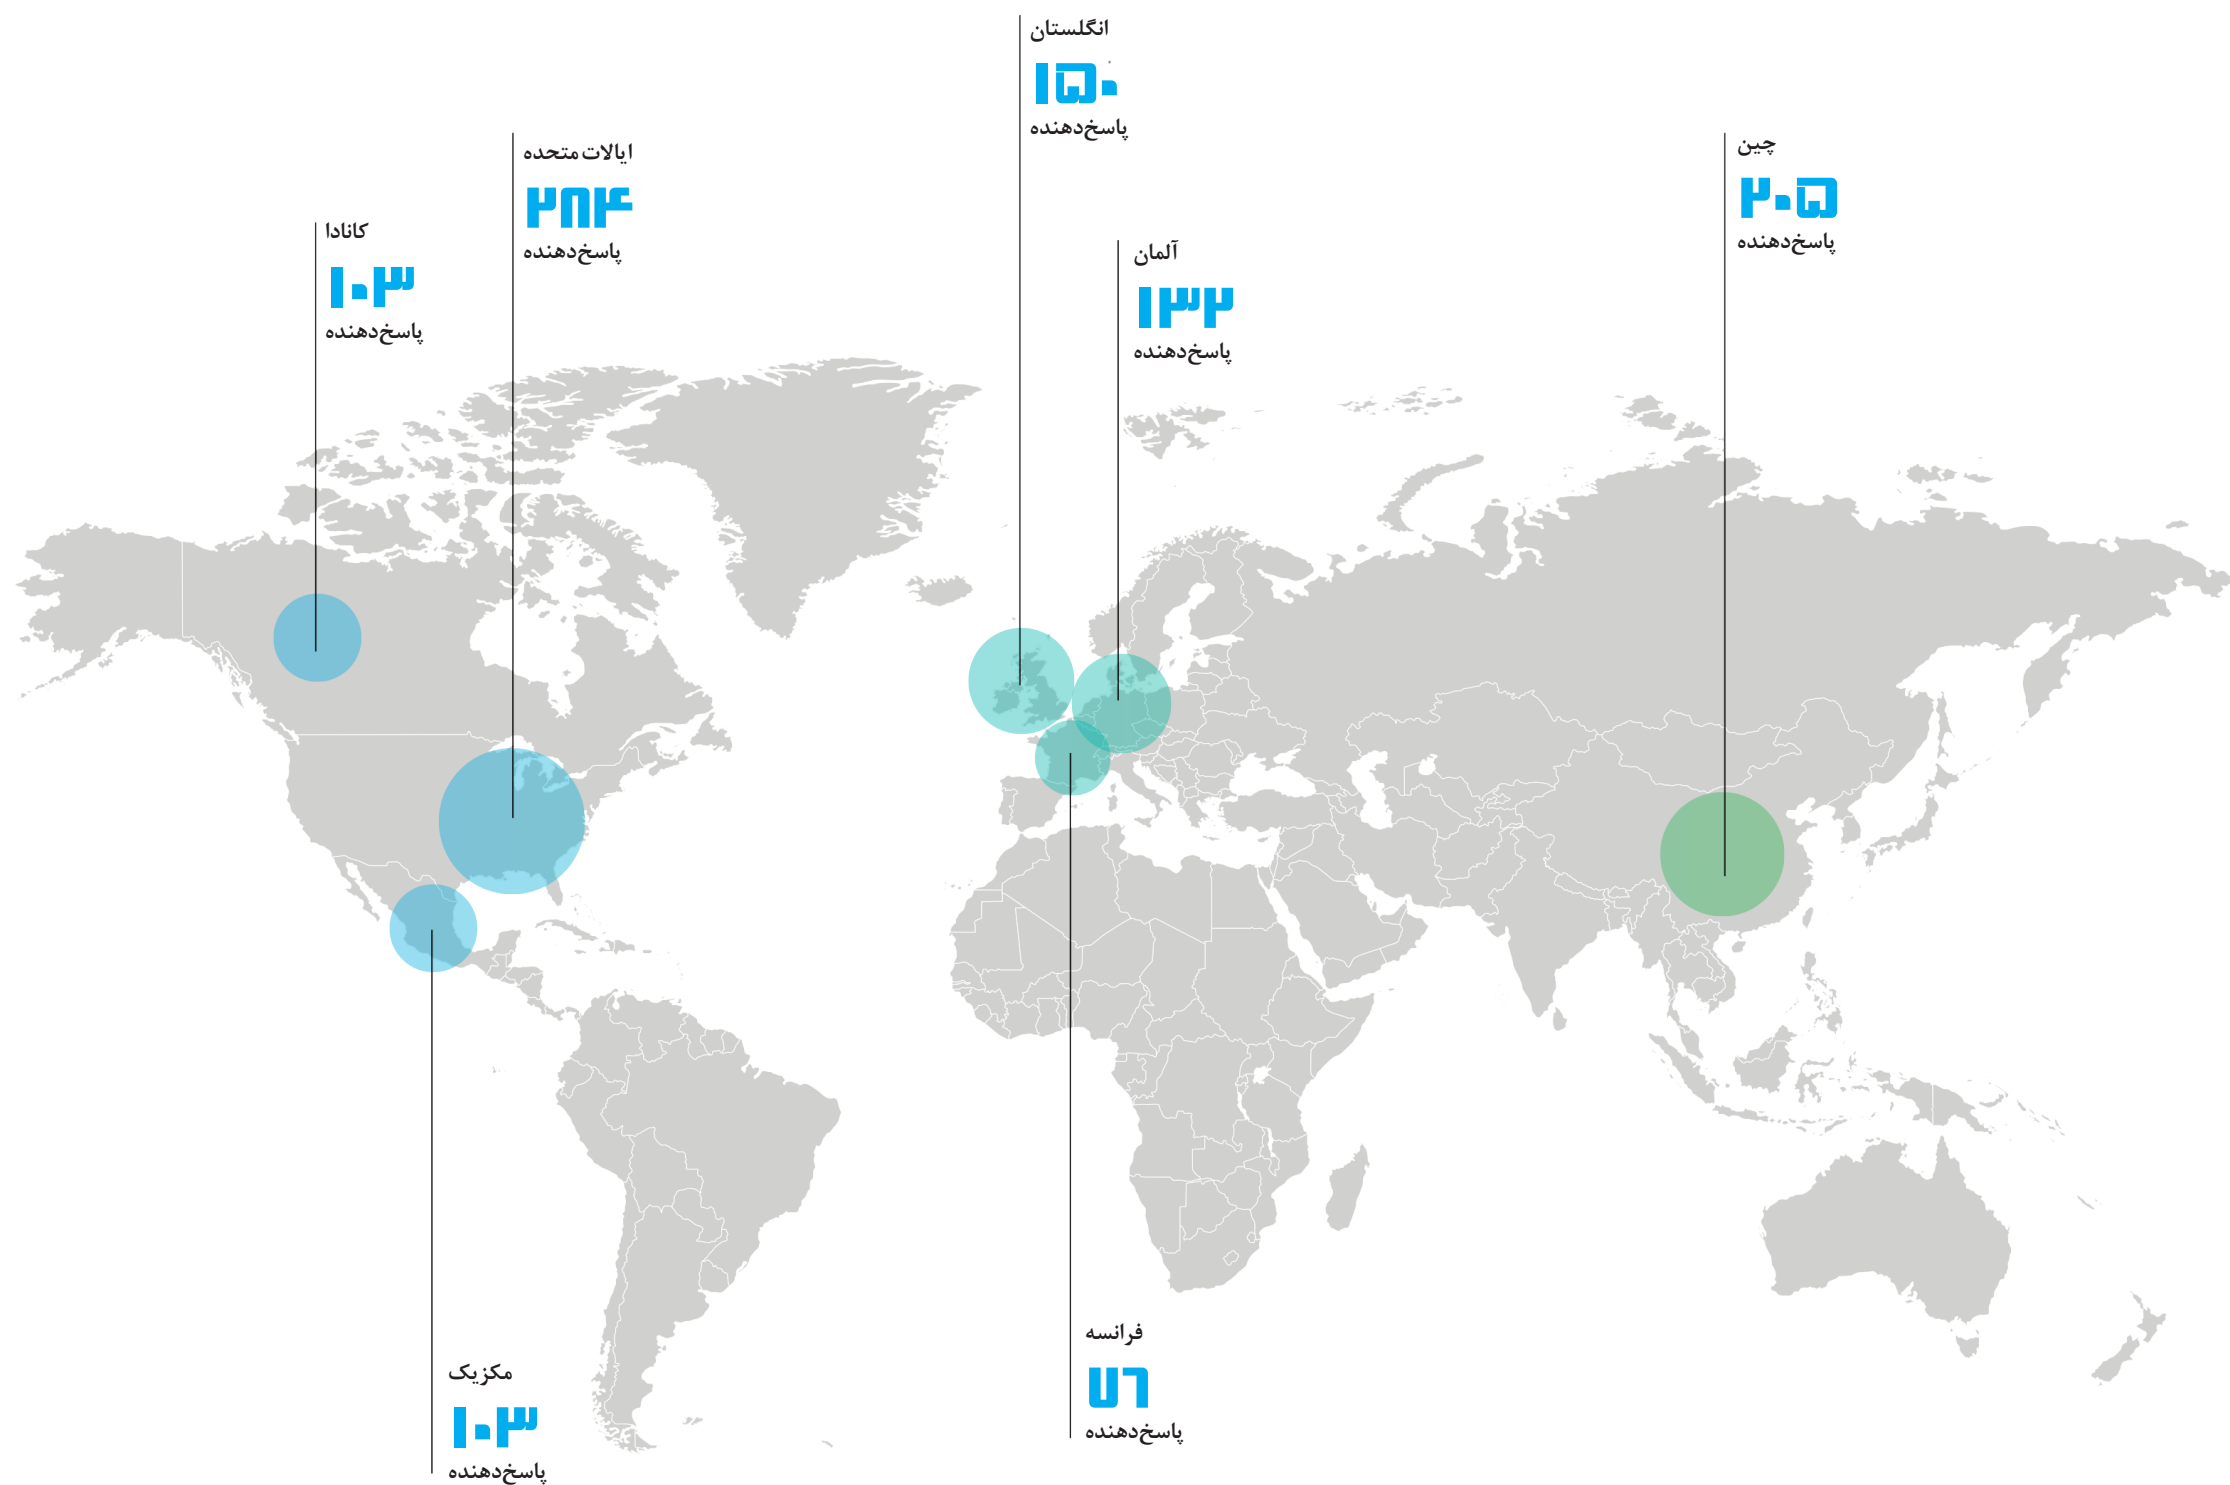 انگلستان
۱۵۰
پاسخ‌دهنده
ایالات متحده
۲۸۴
پاسخ‌دهنده
چین
۲۰۵
پاسخ‌دهنده
کانادا
۱۰۳
پاسخ‌دهنده
آلمان
۱۳۲
پاسخ‌دهنده
فرانسه
۷۶
پاسخ‌دهنده
مکزیک
۱۰۳
پاسخ‌دهنده